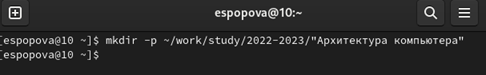 espopova@10:~
[espopova@10 ~]$ mkdir -p ~/work/study/2022-2023/"Архитектура компьютера"
[espopova@10 ~]$